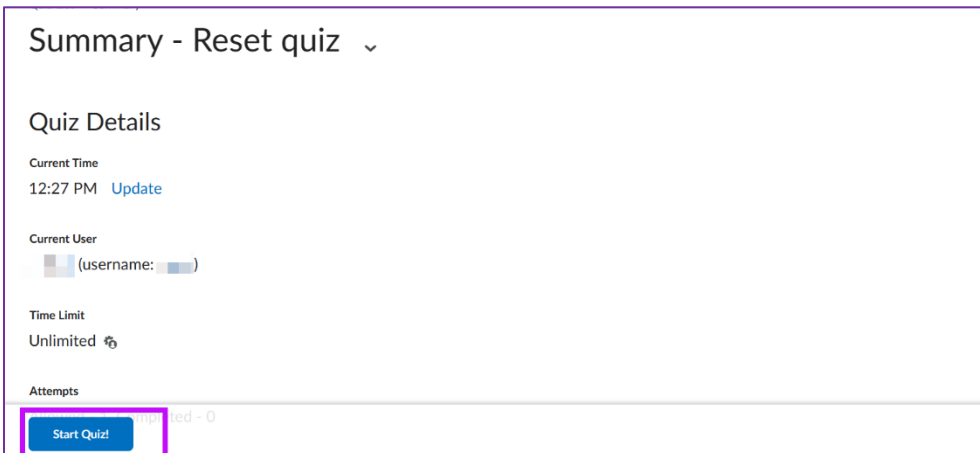 Summary - Reset quiz
Quiz Details
Current Time
12:27 PM Update
Current User
(username: )
Time Limit
Unlimited
Attempts
- 0
Start Quiz!